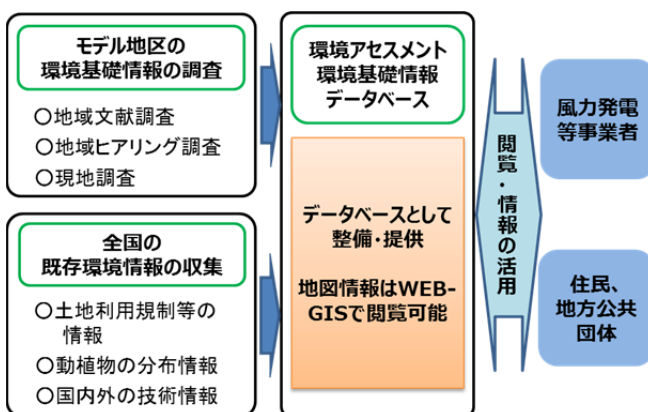 モデル地区の
環境基礎情報の調査
○地域文献調査
○地域ヒアリング調査
○現地調査
全国の
既存環境情報の収集
○土地利用規制等の
情報
○動植物の分布情報
○国内外の技術情報
環境アセスメント
環境基礎情報
データベース
データベースとして
整備・提供
地図情報はWEB-
GISで閲覧可能
閲覧・情報の活用
風力発電
等事業者
住民、
地方公共
団体